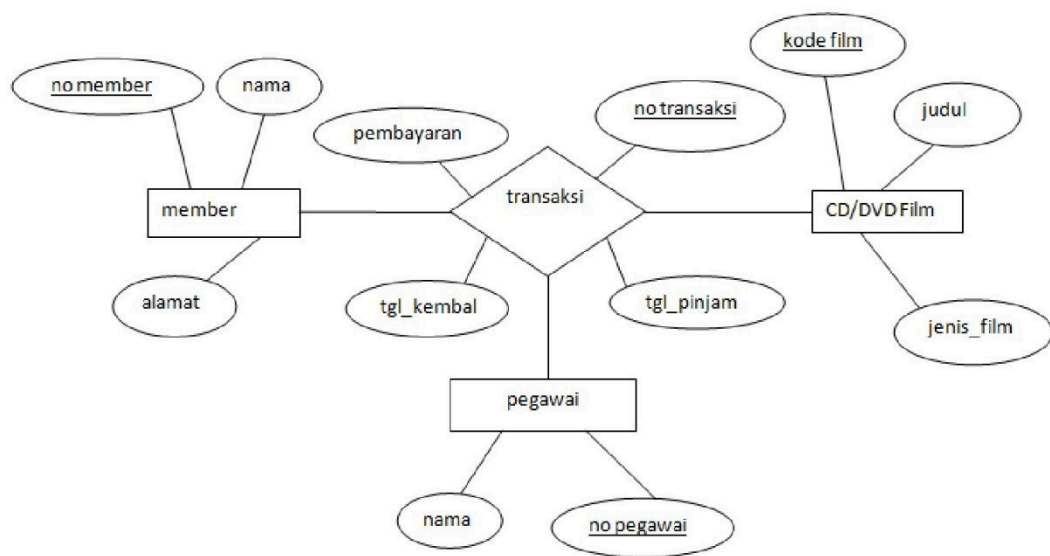 kode film
no member
nama
pembayaran
no transaksi
judul
member
transaksi
CD/DVD Film
alamat
tgl_kembal
tgl_pinjam
jenis_film
pegawai
nama
no pegawai